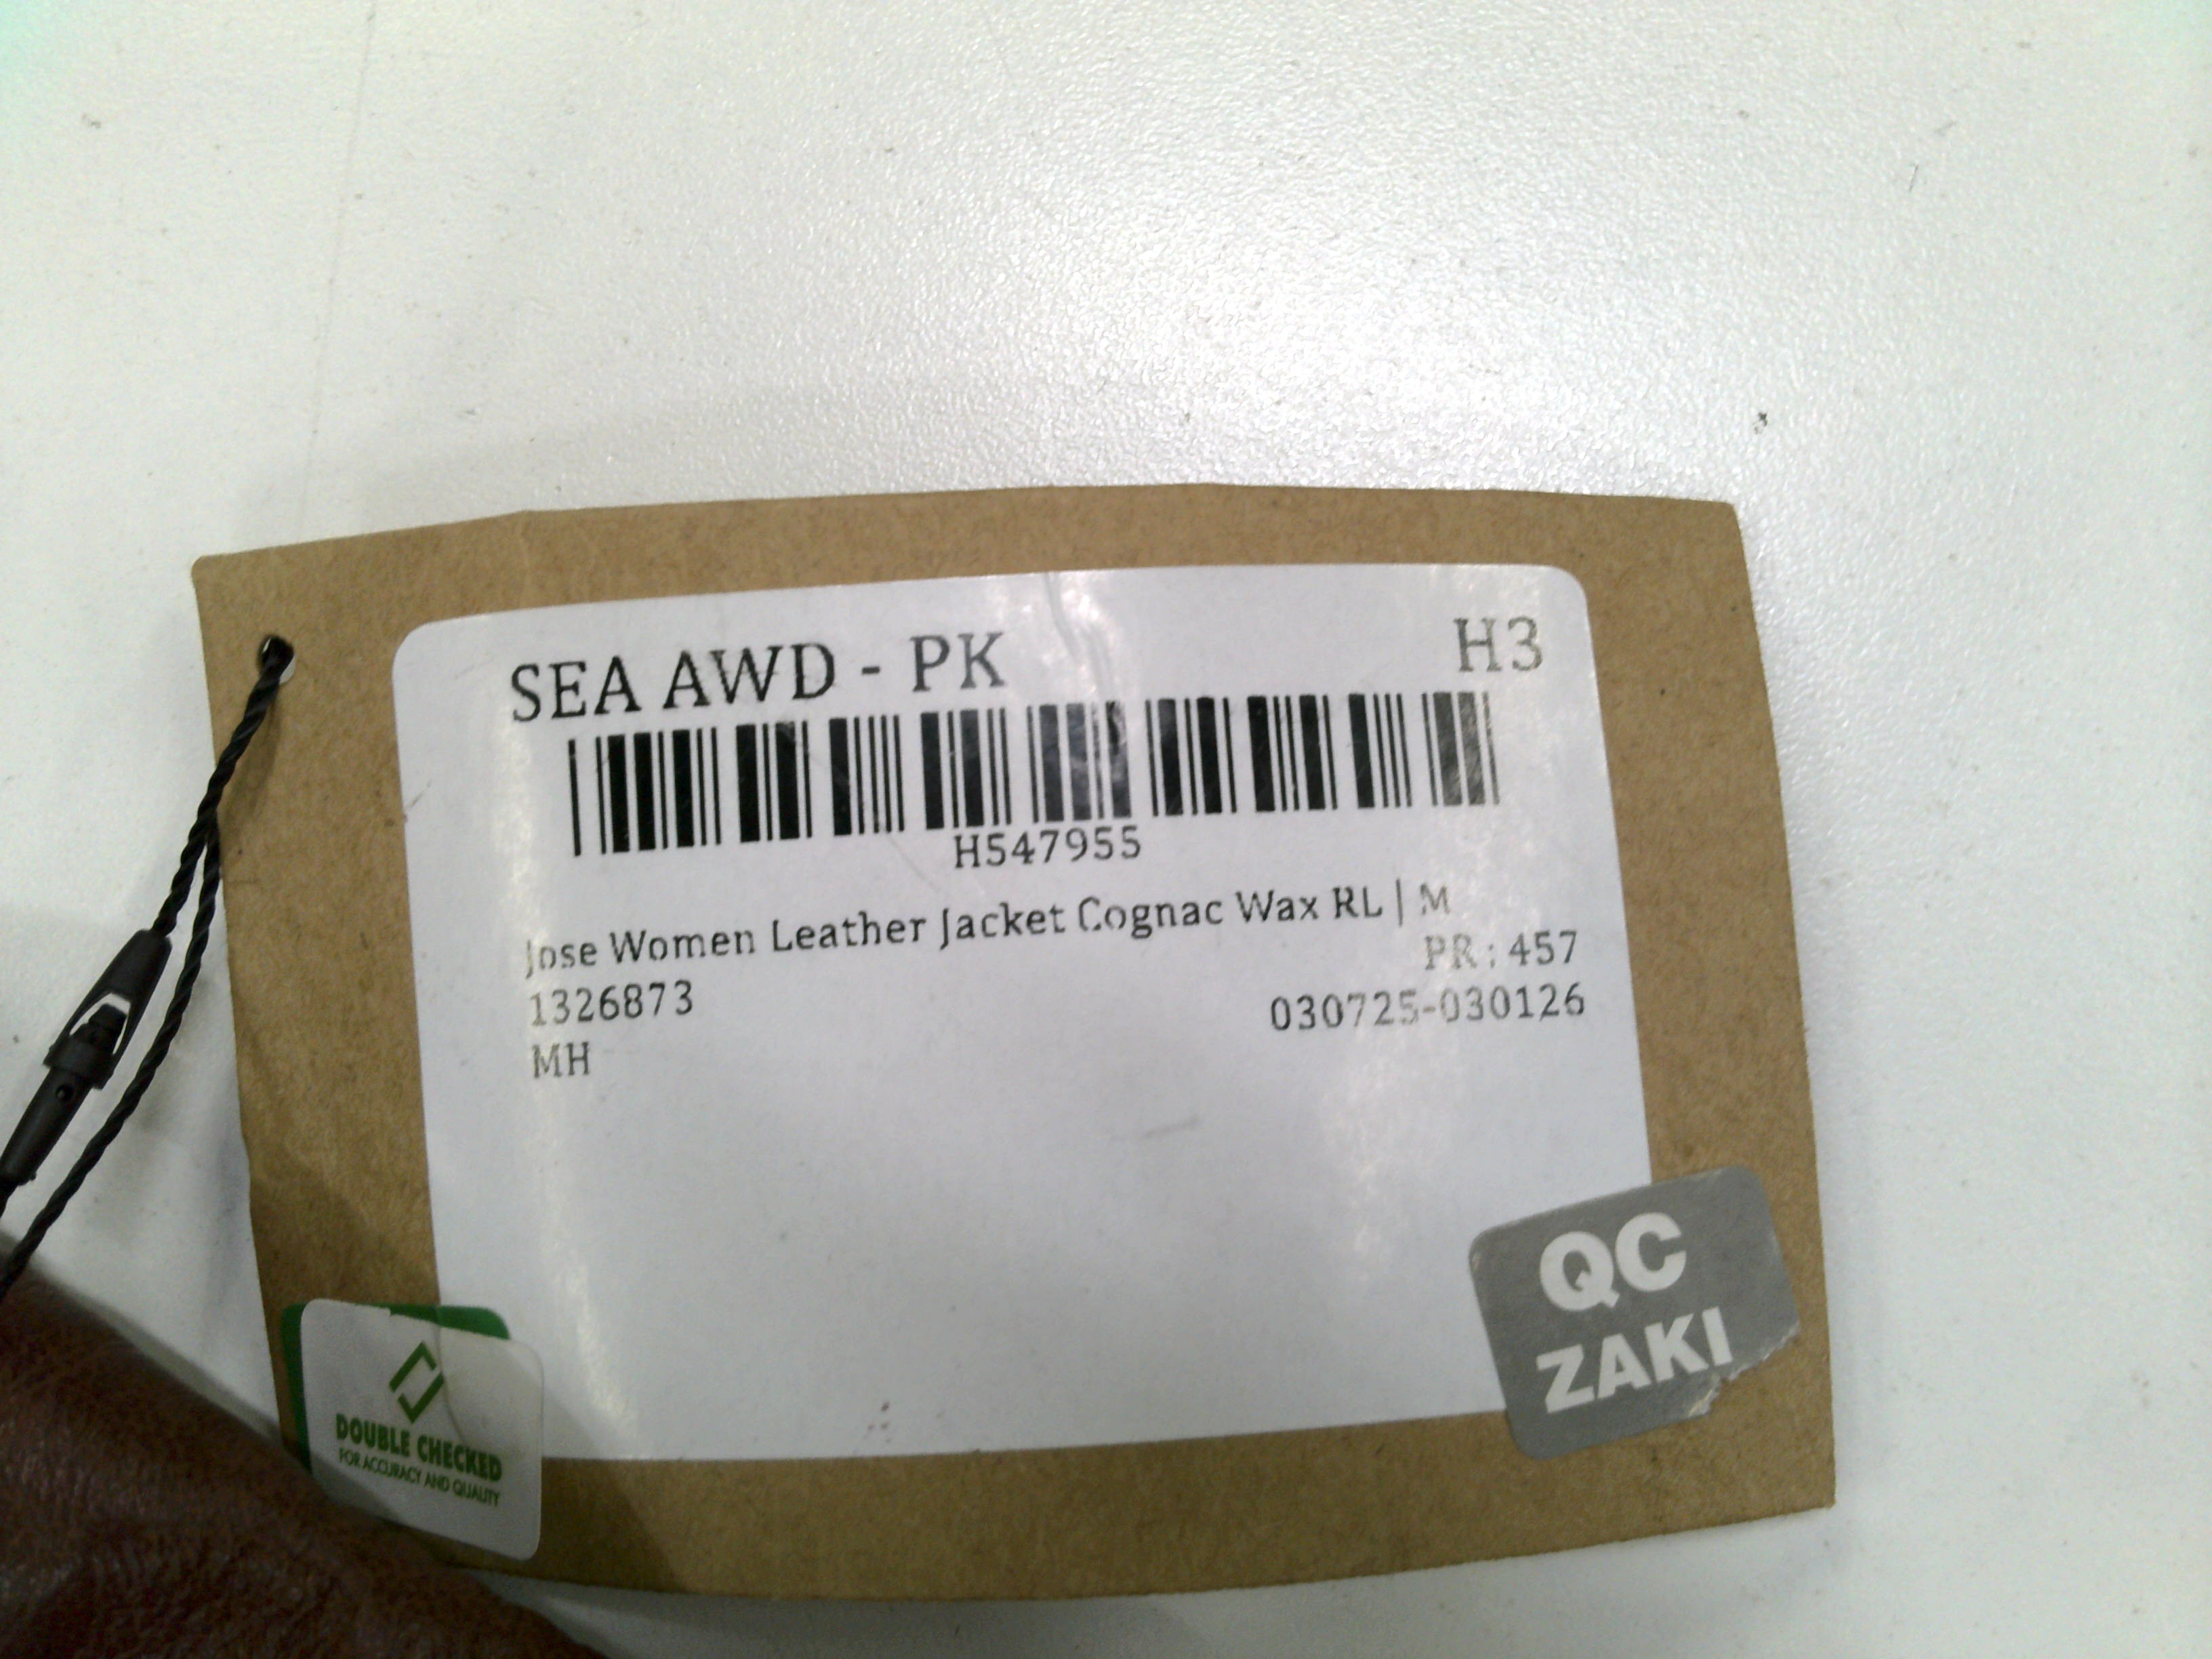 SEA AWD - PK
H3
H547955
Jose Women Leather Jacket Cognac Wax RL | M
PR : 457
1326873
030725-030126
MH
QC
ZAKI
DOUBLE CHECKED
FOR ACCURACY AND QUALITY